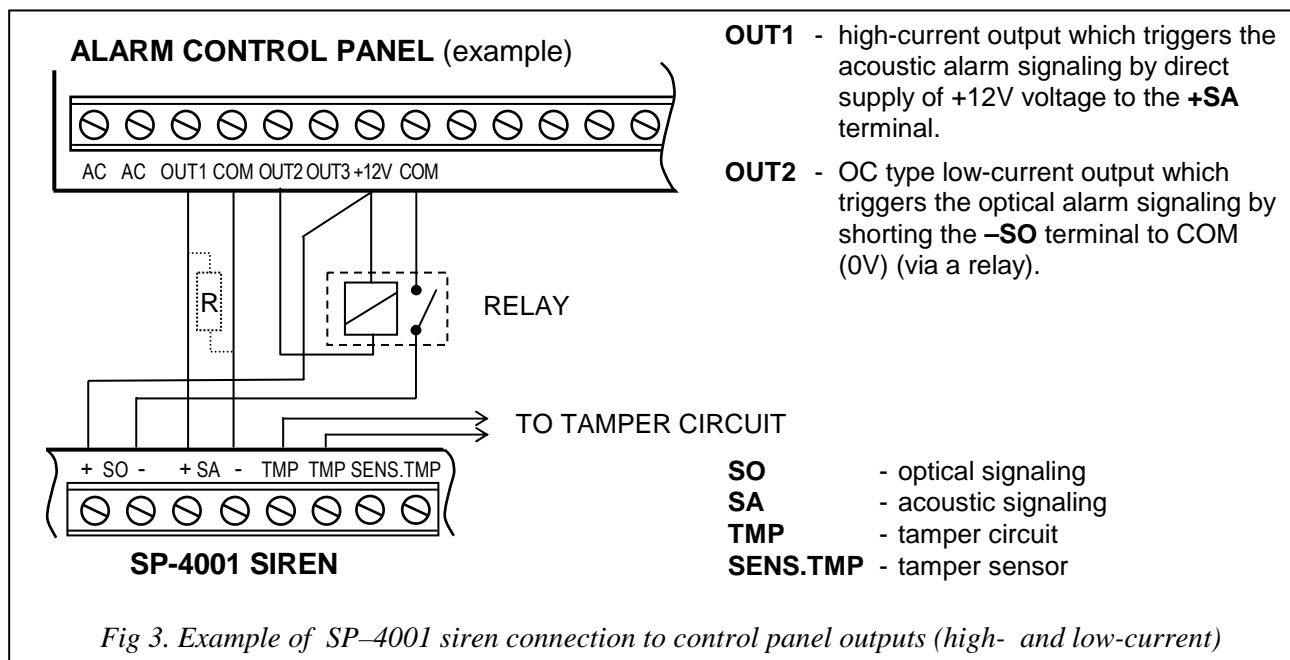 ALARM CONTROL PANEL (example)
AC AC OUT1 COM OUT2 OUT3 +12V COM
R
RELAY
TO TAMPER CIRCUIT
+ SO - + SA - TMP TMP SENS.TMP
SP-4001 SIREN
OUT1 - high-current output which triggers the
acoustic alarm signaling by direct
supply of +12V voltage to the +SA
terminal.
OUT2 - OC type low-current output which
triggers the optical alarm signaling by
shorting the –SO terminal to COM
(0V) (via a relay).
SO - optical signaling
SA - acoustic signaling
TMP - tamper circuit
SENS.TMP - tamper sensor
Fig 3. Example of SP–4001 siren connection to control panel outputs (high- and low-current)